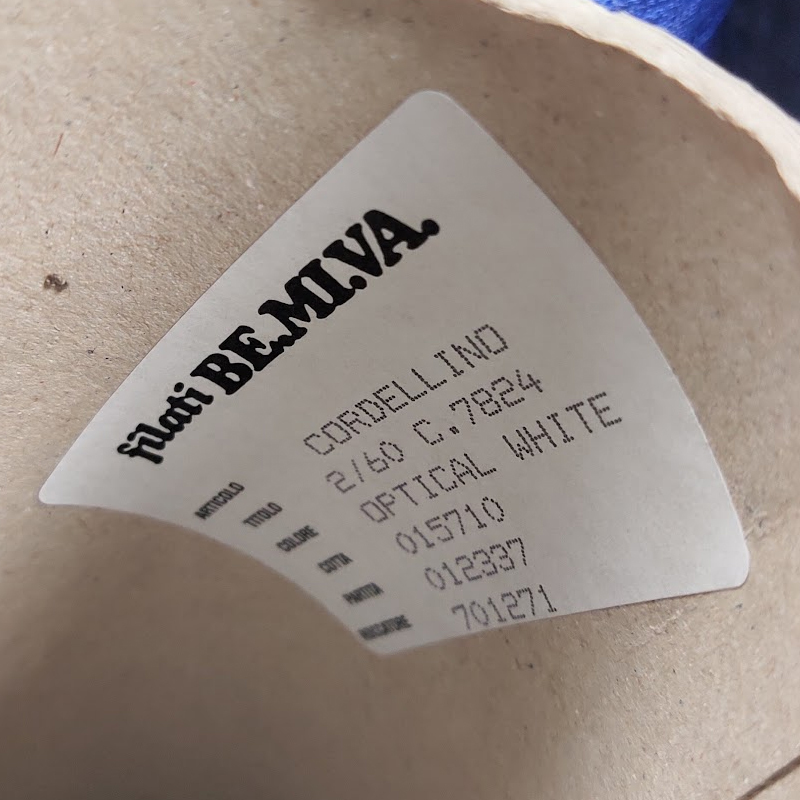 filati BE.MI.VA.
ARTICOLO CORDELLINO
TITOLO 2/60 C.7824
COLORE OPTICAL WHITE
COTTA 015710
PARTITA 012337
701271